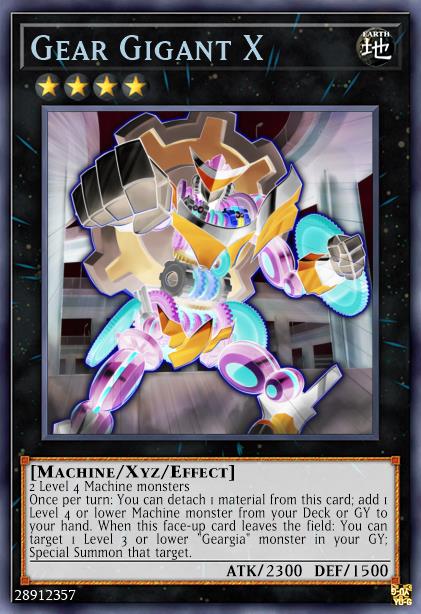 GEAR GIGANT X
EARTH
地
[MACHINE/XYZ/EFFECT]
2 Level 4 Machine monsters
Once per turn: You can detach 1 material from this card; add 1
Level 4 or lower Machine monster from your Deck or GY to
your hand. When this face-up card leaves the field: You can
target 1 Level 3 or lower "Geargia" monster in your GY;
Special Summon that target.
ATK/2300 DEF/1500
28912357